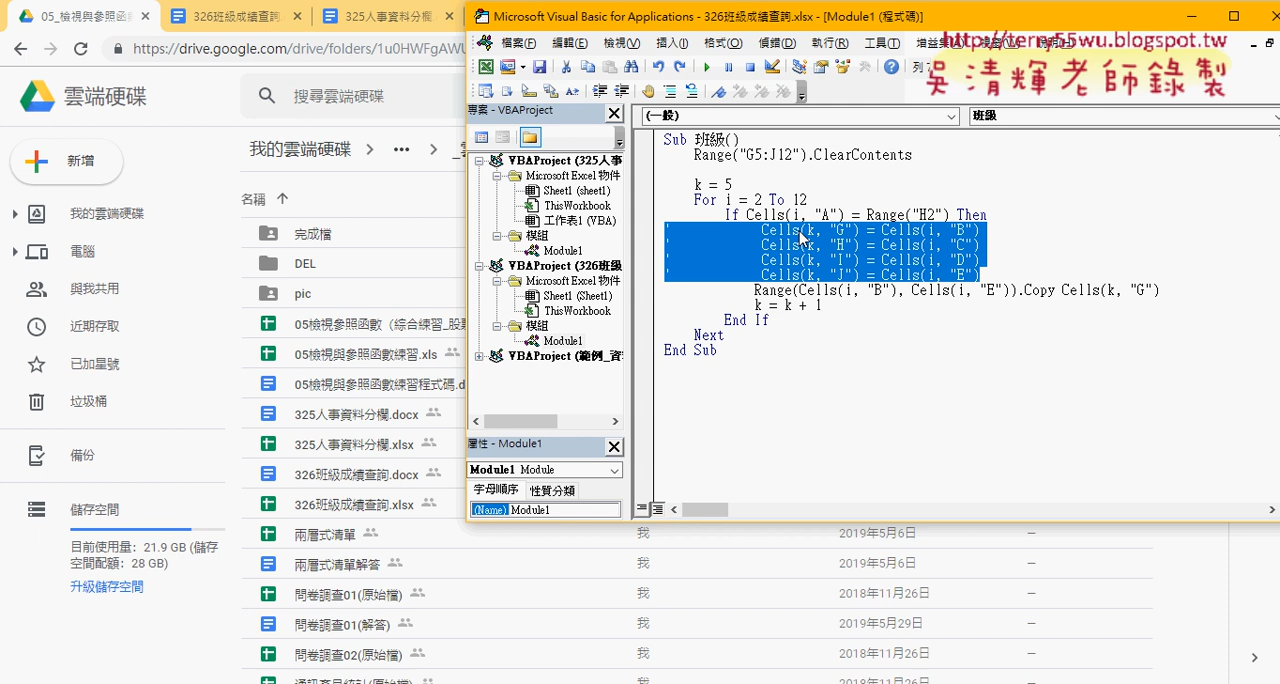 05_檢視與參照函
326班級成績查詢
325人事資料分欄
https://drive.google.com/drive/folders/1u0HWFgAWU
雲端硬碟
搜尋雲端硬碟
新增
我的雲端硬碟
電腦
與我共用
近期存取
已加星號
垃圾桶
備份
儲存空間
目前使用量：21.9 GB (儲存
空間配額：28 GB)
升級儲存空間
我的雲端硬碟 > ••• >
名稱
完成檔
DEL
pic
05檢視參照函數（綜合練習_股
05檢視與參照函數練習.xls
05檢視與參照函數練習程式碼.d
325人事資料分欄.docx
325人事資料分欄.xlsx
326班級成績查詢.docx
326班級成績查詢.xlsx
兩層式清單 我 2019年5月6日 —
兩層式清單解答 我 2019年5月6日 —
問卷調查01(原始檔) 我 2018年11月26日 —
問卷調查01(解答) 我 2019年5月29日 —
問卷調查02(原始檔) 我 2018年11月26日 —
Microsoft Visual Basic for Applications - 326班級成績查詢.xlsx - [Module1 (程式碼)]
檔案(F) 編輯(E) 檢視(V) 插入(I) 格式(O) 偵錯(D) 執行(R) 工具(T)
http://terry55wu.blogspot.tw
吳清輝老師錄製
專案 - VBAProject
VBAProject (325人事
Microsoft Excel 物件
Sheet1 (sheet1)
ThisWorkbook
工作表1 (VBA)
模組
Module1
VBAProject (326班級
Microsoft Excel 物件
Sheet1 (Sheet1)
ThisWorkbook
模組
Module1
VBAProject (範例_資
屬性 - Module1
Module1 Module
字母順序 性質分類
(Name) Module1
(一般) 班級
Sub 班級()
Range("G5:J12").ClearContents
k = 5
For i = 2 To 12
If Cells(i, "A") = Range("H2") Then
' Cells(k, "G") = Cells(i, "B")
' Cells(k, "H") = Cells(i, "C")
' Cells(k, "I") = Cells(i, "D")
' Cells(k, "J") = Cells(i, "E")
Range(Cells(i, "B"), Cells(i, "E")).Copy Cells(k, "G")
k = k + 1
End If
Next
End Sub